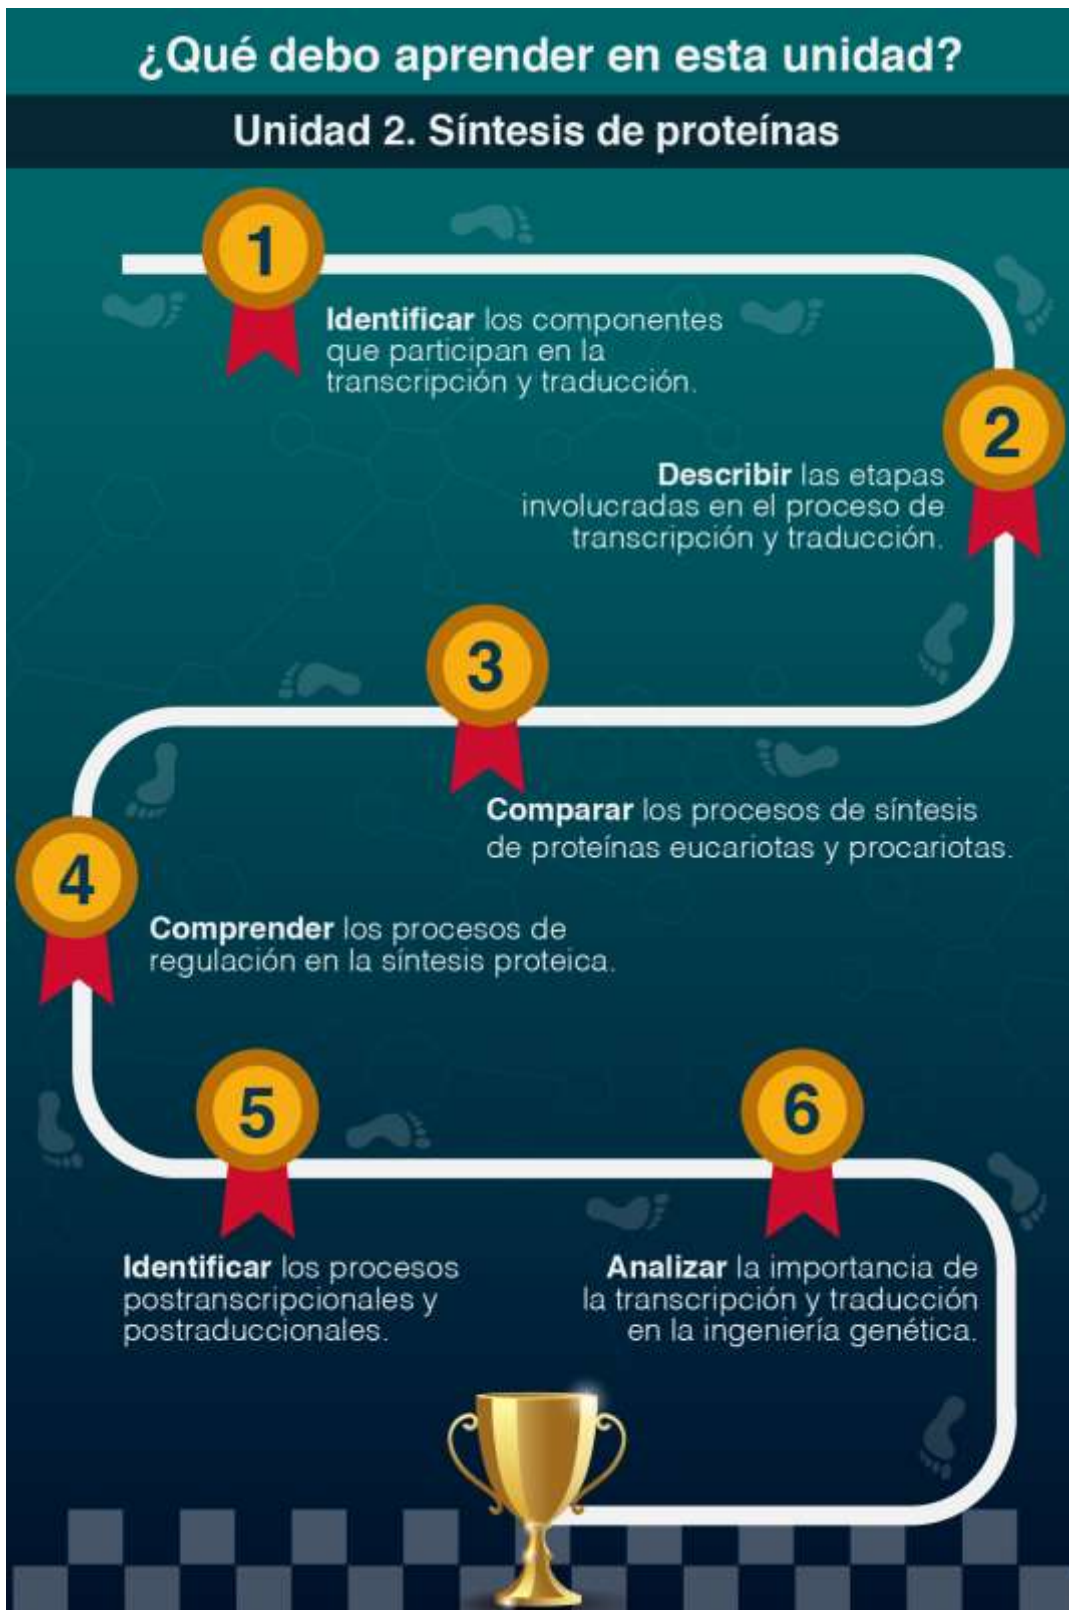 ¿Qué debo aprender en esta unidad?
Unidad 2. Síntesis de proteínas
1
Identificar los componentes
que participan en la
transcripción y traducción.
2
Describir las etapas
involucradas en el proceso de
transcripción y traducción.
3
Comparar los procesos de síntesis
de proteínas eucariotas y procariotas.
4
Comprender los procesos de
regulación en la síntesis proteica.
5
Identificar los procesos
postranscripcionales y
postraduccionales.
6
Analizar la importancia de
la transcripción y traducción
en la ingeniería genética.